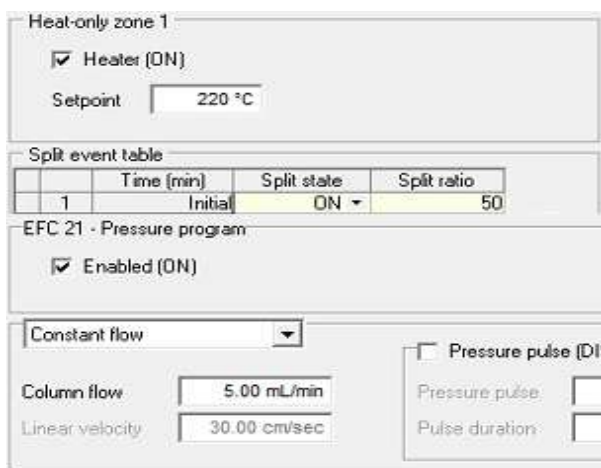 Heat-only zone 1
Heater (ON)
Setpoint 220 °C
Split event table
Time (min) Split state Split ratio
1 Initial ON 50
EFC 21 - Pressure program
Enabled (ON)
Constant flow
Pressure pulse (DI
Column flow 5.00 mL/min Pressure pulse
Linear velocity 30.00 cm/sec Pulse duration